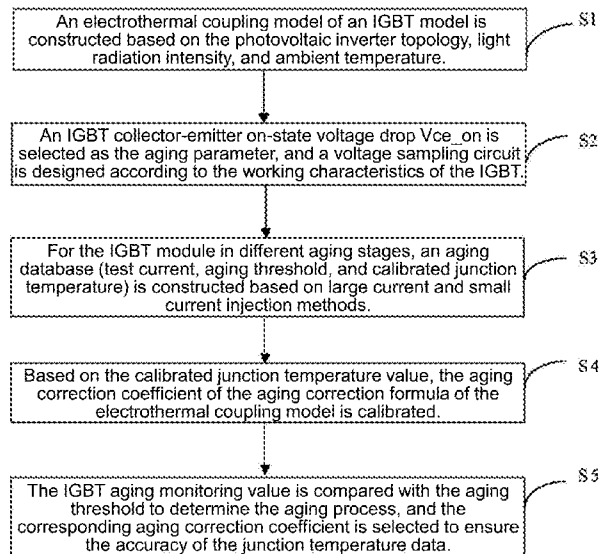 An electrothermal coupling model of an IGBT model is
constructed based on the photovoltaic inverter topology, light
radiation intensity, and ambient temperature.
S1
An IGBT collector-emitter on-state voltage drop Vce_on is
selected as the aging parameter, and a voltage sampling circuit
is designed according to the working characteristics of the IGBT.
S2
For the IGBT module in different aging stages, an aging
database (test current, aging threshold, and calibrated junction
temperature) is constructed based on large current and small
current injection methods.
S3
Based on the calibrated junction temperature value, the aging
correction coefficient of the aging correction formula of the
electrothermal coupling model is calibrated.
S4
The IGBT aging monitoring value is compared with the aging
threshold to determine the aging process, and the
corresponding aging correction coefficient is selected to ensure
the accuracy of the junction temperature data.
S5